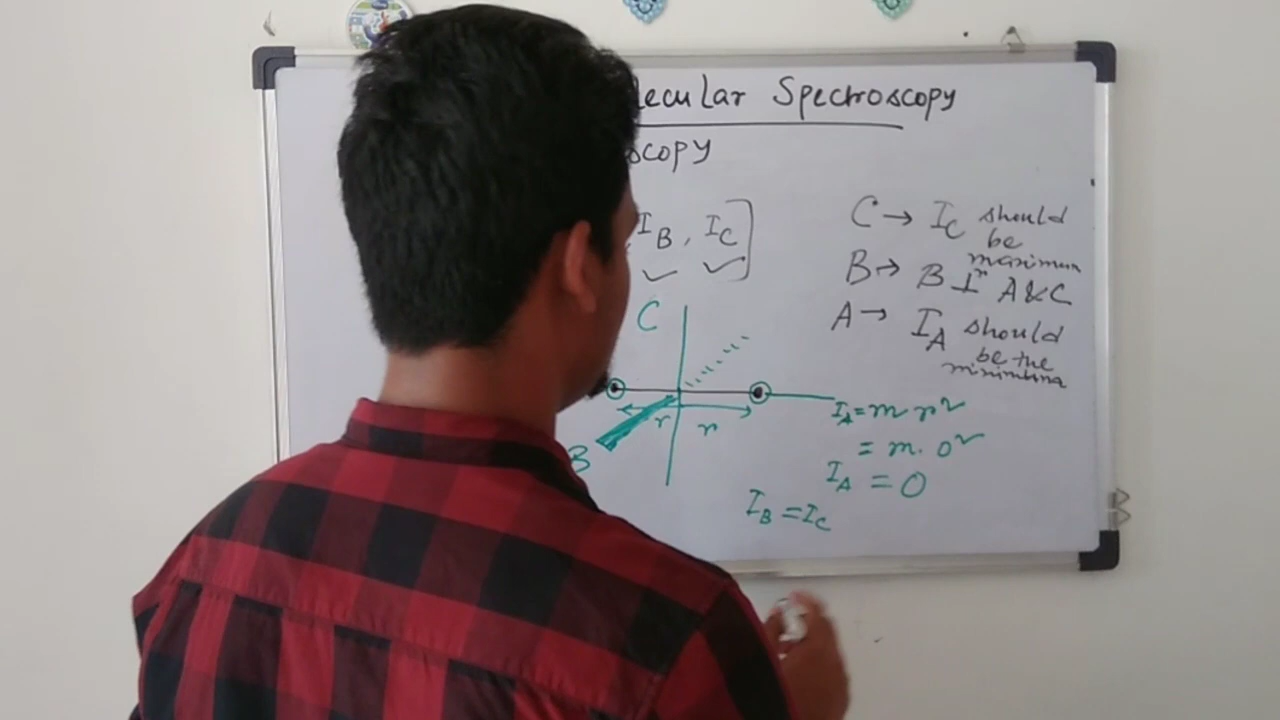 lecular Spectroscopy
scopy
I_B, I_C]
C → I_C should
be
maximum
B → B ⊥^r A & C
A → I_A should
be the
minimum
C
r r
B
I_A = m r²
= m. 0²
I_A = 0
I_B = I_C